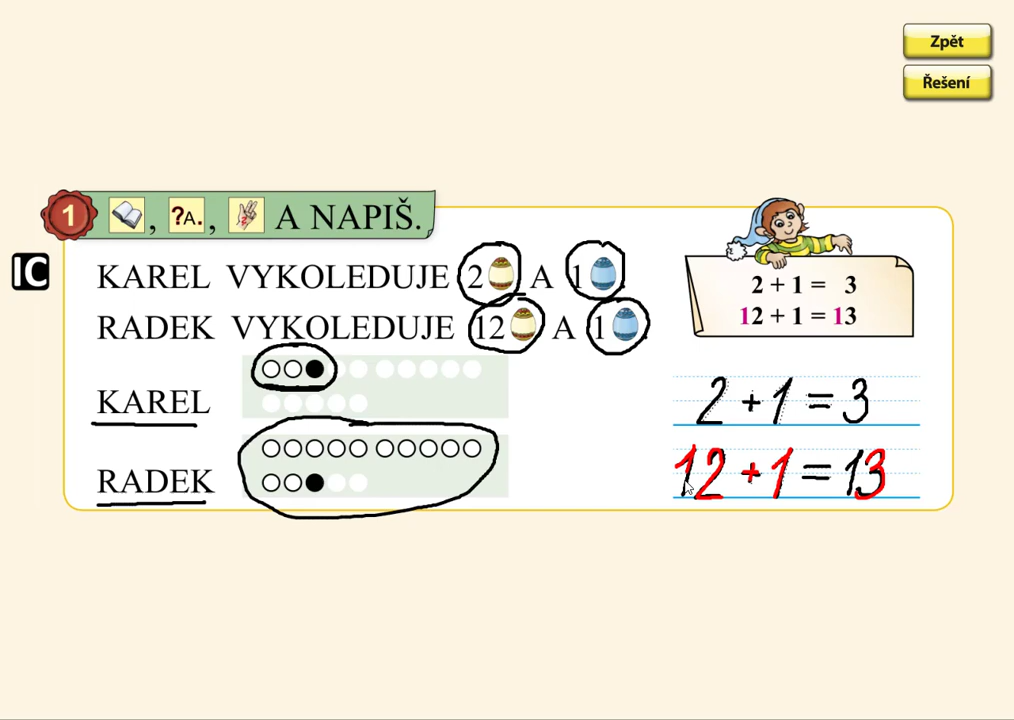 Zpět
Řešení
1 , ?A. , A NAPIŠ.
IC
KAREL VYKOLEDUJE 2 A 1 .
RADEK VYKOLEDUJE 12 A 1 .
2 + 1 = 3
12 + 1 = 13
KAREL
2 + 1 = 3
RADEK
12 + 1 = 13